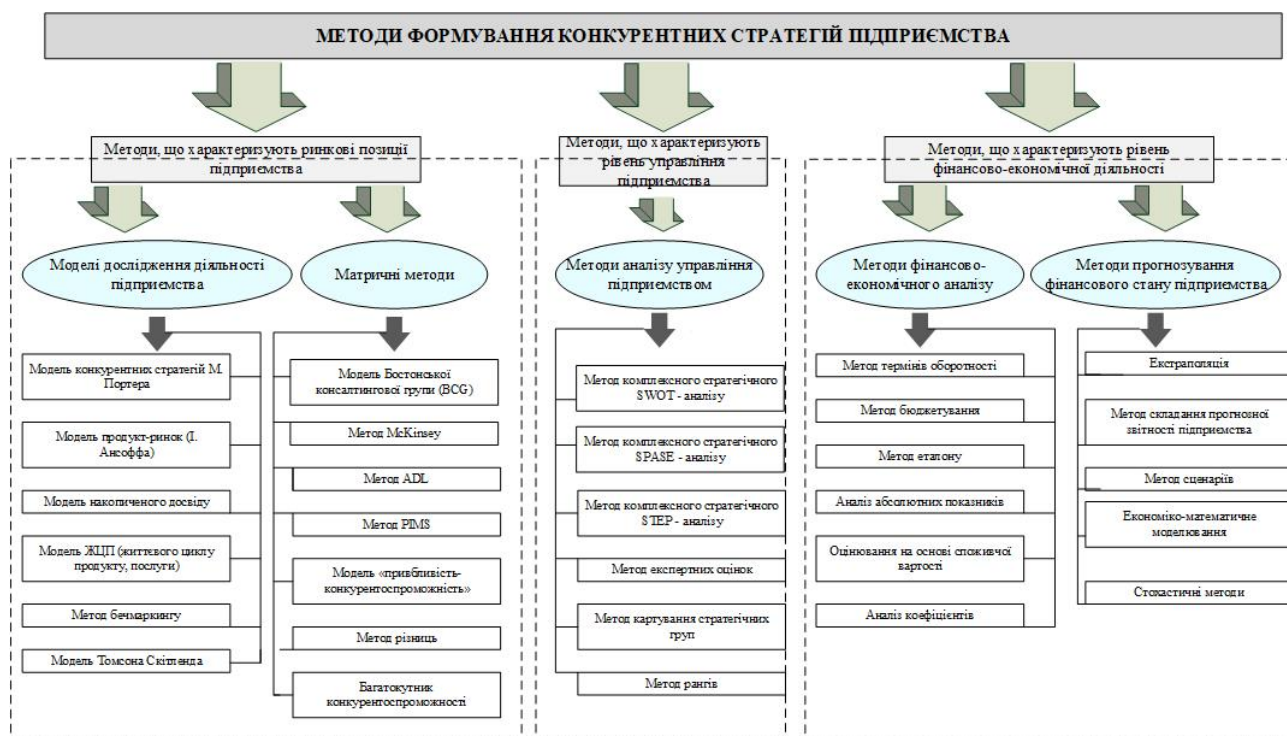 МЕТОДИ ФОРМУВАННЯ КОНКУРЕНТНИХ СТРАТЕГІЙ ПІДПРИЄМСТВА
Методи, що характеризують ринкові позиції
підприємства
Моделі дослідження діяльності
підприємства
Модель конкурентних стратегій М.
Портера
Модель продукт-ринок (І.
Ансоффа)
Модель накопиченого досвіду
Модель ЖЦП (життєвого циклу
продукту, послуги)
Метод бечмаркингу
Модель Томсона Скітленда
Матричні методи
Модель Бостонської
консалтингової групи (BCG)
Метод McKinsey
Метод ADL
Метод PIMS
Модель «привбливість-
конкурентоспроможність»
Метод різниць
Багатокутник
конкурентоспроможності
Методи, що характеризують
рівень управління
підприємства
Методи аналізу управління
підприємством
Метод комплексного стратегічного
SWOT - аналізу
Метод комплексного стратегічного
SPASE - аналізу
Метод комплексного стратегічного
STEP - аналізу
Метод експертних оцінок
Метод картування стратегічних
груп
Метод рангів
Методи, що характеризують рівень
фінансово-економічної діяльності
Методи фінансово-
економічного аналізу
Метод термінів оборотності
Метод бюджетування
Метод еталону
Аналіз абсолютних показників
Оцінювання на основі споживчої
вартості
Аналіз коефіцієнтів
Методи прогнозування
фінансового стану підприємства
Екстраполяція
Метод складання прогнозної
звітності підприємства
Метод сценаріїв
Економіко-математичне
моделювання
Стохастичні методи